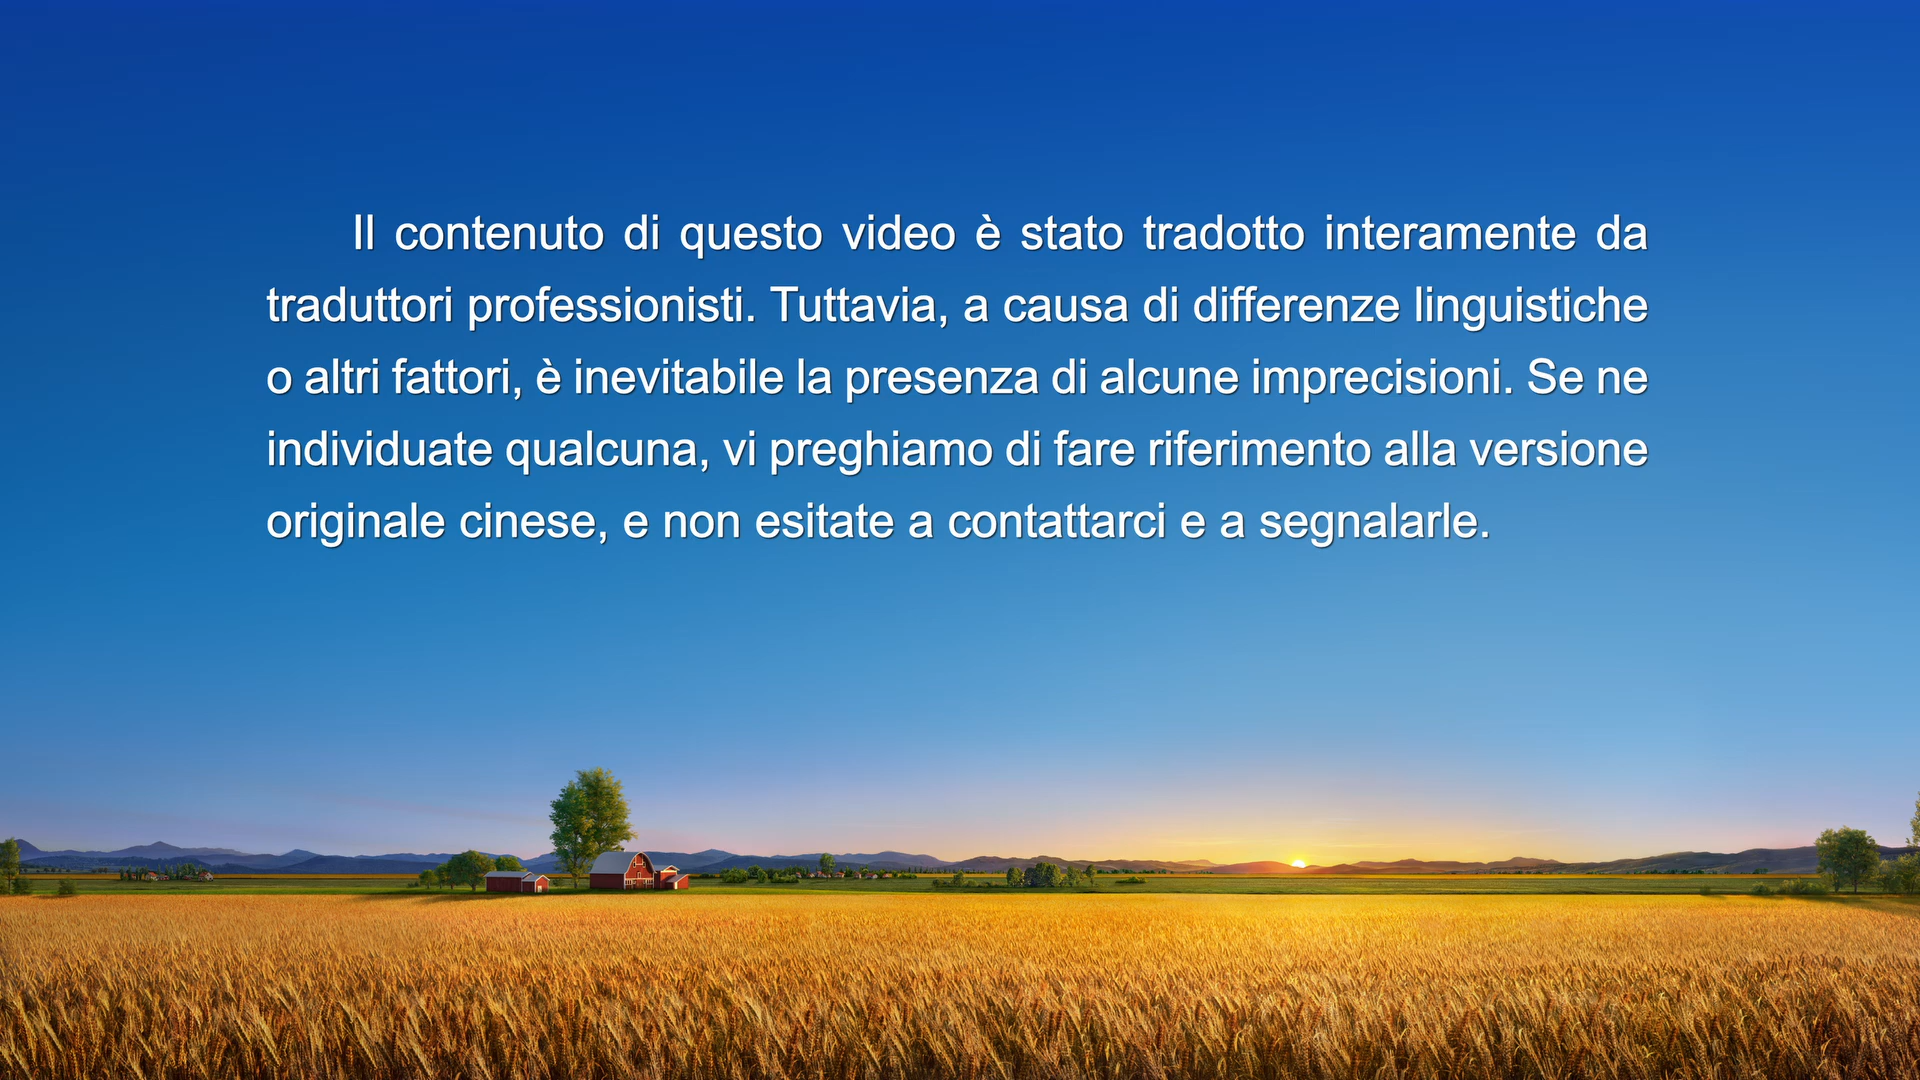 Il contenuto di questo video è stato tradotto interamente da
traduttori professionisti. Tuttavia, a causa di differenze linguistiche
o altri fattori, è inevitabile la presenza di alcune imprecisioni. Se ne
individuate qualcuna, vi preghiamo di fare riferimento alla versione
originale cinese, e non esitate a contattarci e a segnalarle.